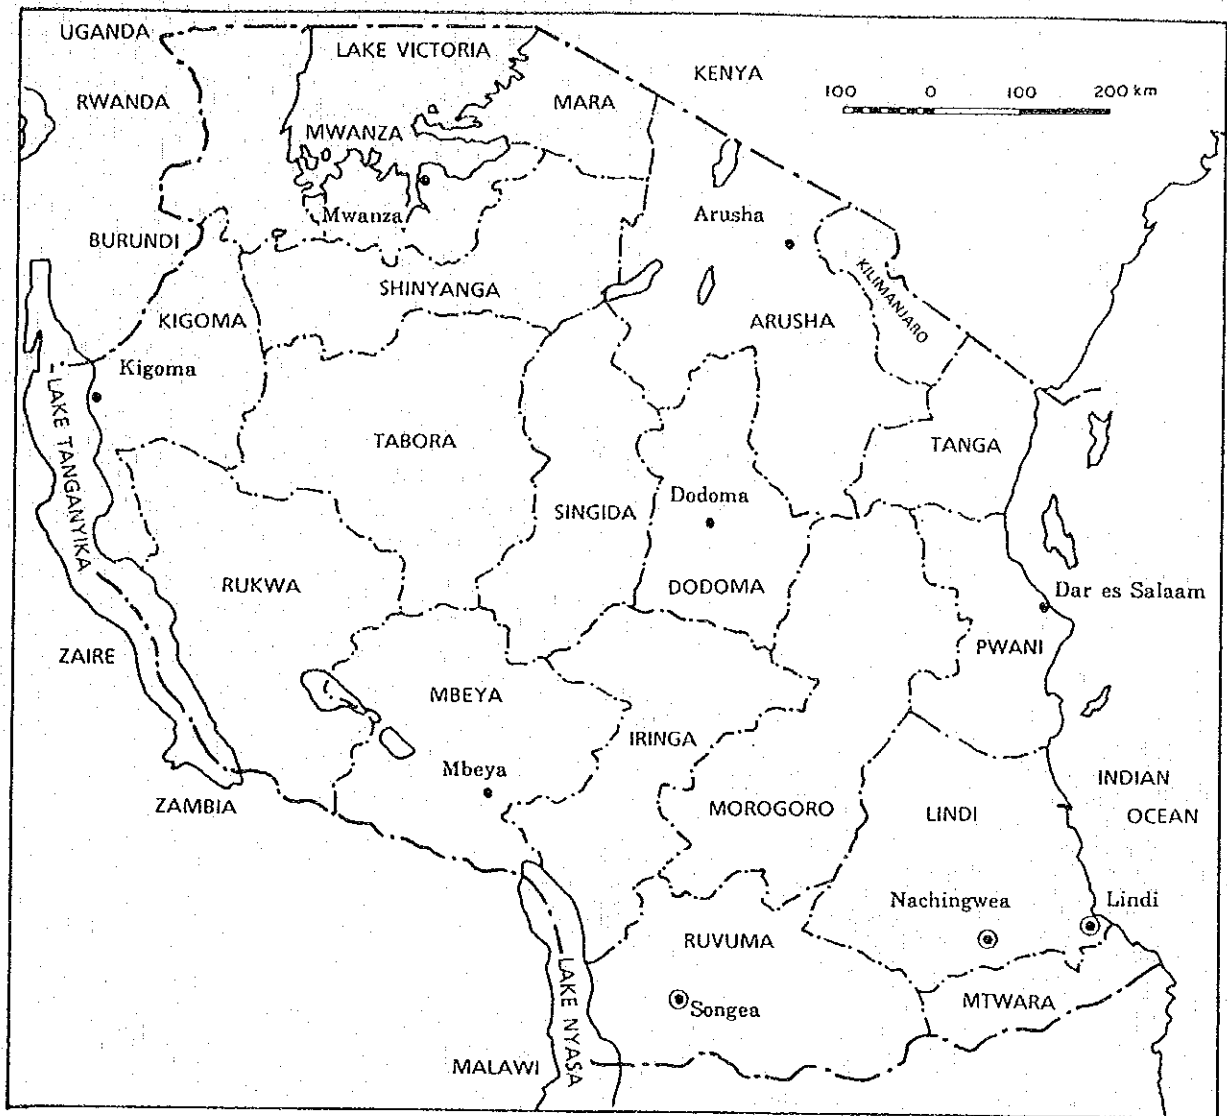 UGANDA
LAKE VICTORIA
KENYA
RWANDA
MARA
100 0 100 200 km
MWANZA
Mwanza
Arusha
BURUNDI
KILIMANJARO
SHINYANGA
KIGOMA
ARUSHA
Kigoma
LAKE TANGANYIKA
TABORA
TANGA
Dodoma
SINGIDA
RUKWA
DODOMA
Dar es Salaam
ZAIRE
PWANI
MBEYA
IRINGA
Mbeya
INDIAN
OCEAN
ZAMBIA
MOROGORO
LINDI
Nachingwea
Lindi
RUVUMA
LAKE NYASA
Songea
MTWARA
MALAWI